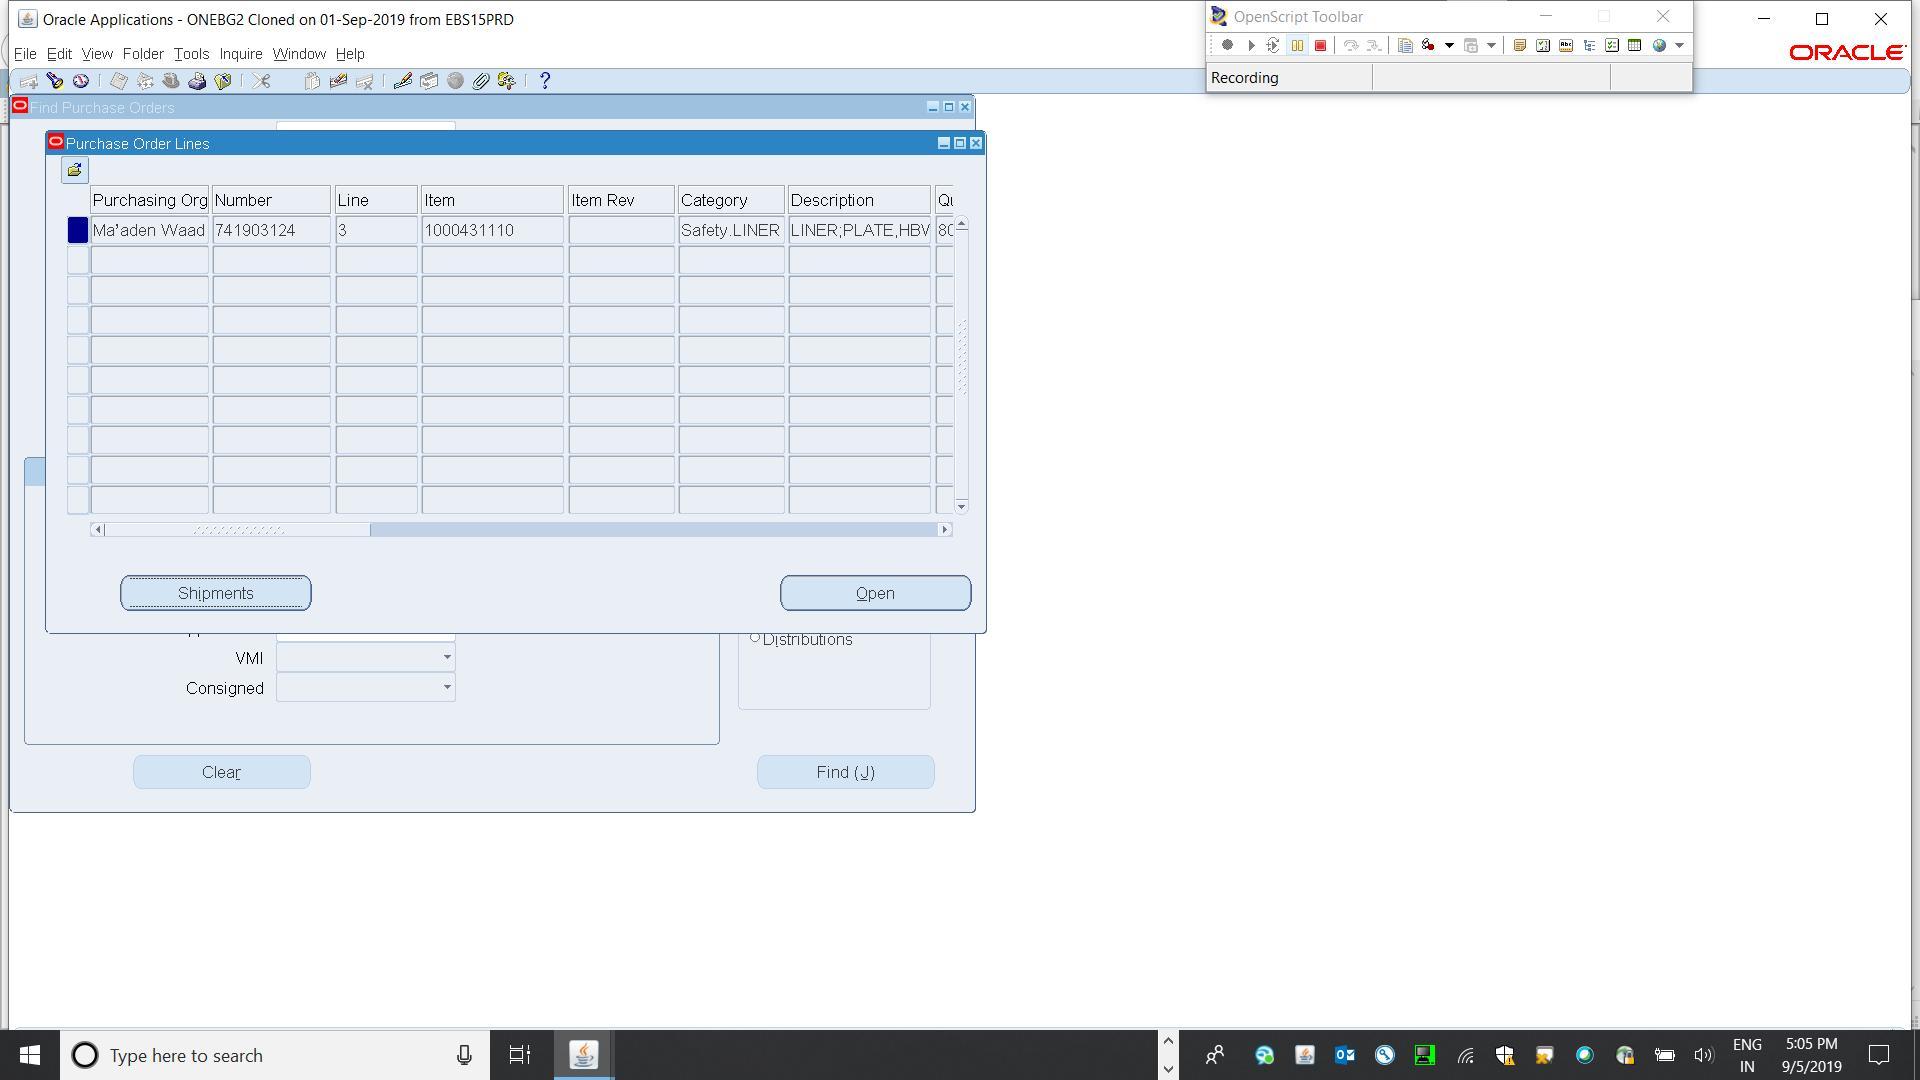 Oracle Applications - ONEBG2 Cloned on 01-Sep-2019 from EBS15PRD
OpenScript Toolbar
File Edit View Folder Tools Inquire Window Help
ORACLE
Recording
Find Purchase Orders
Purchase Order Lines
Purchasing Org Number Line Item Item Rev Category Description
Ma'aden Waad 741903124 3 1000431110 Safety.LINER LINER;PLATE,HBW 80
Shipments Open
Distributions
VMI
Consigned
Clear Find (J)
Type here to search
ENG
IN
5:05 PM
9/5/2019